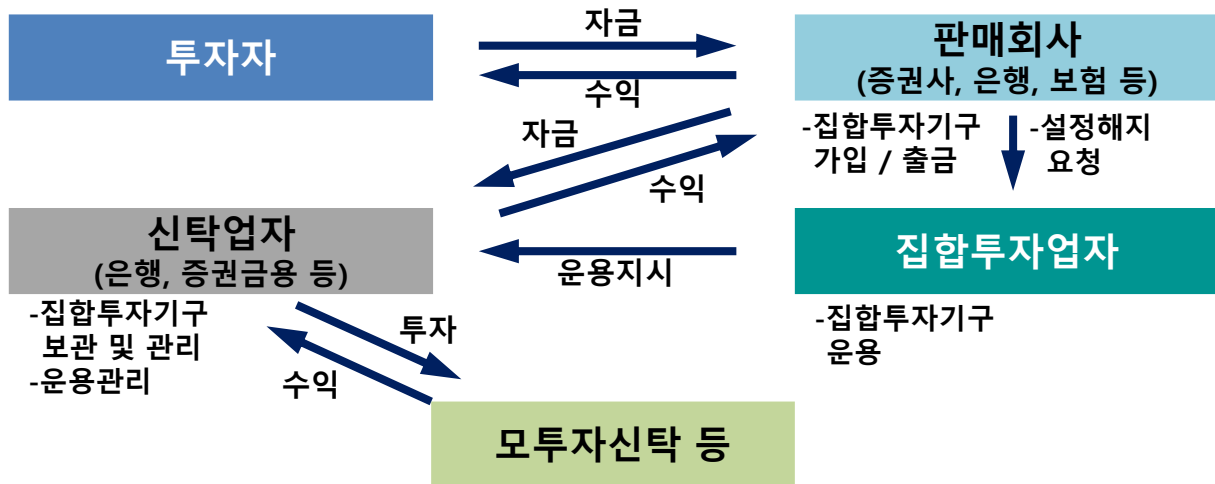 투자자
자금
수익
판매회사
(증권사, 은행, 보험 등)
자금
수익
-집합투자기구
가입 / 출금
-설정해지
요청
신탁업자
(은행, 증권금융 등)
운용지시
집합투자업자
-집합투자기구
보관 및 관리
-운용관리
투자
수익
-집합투자기구
운용
모투자신탁 등